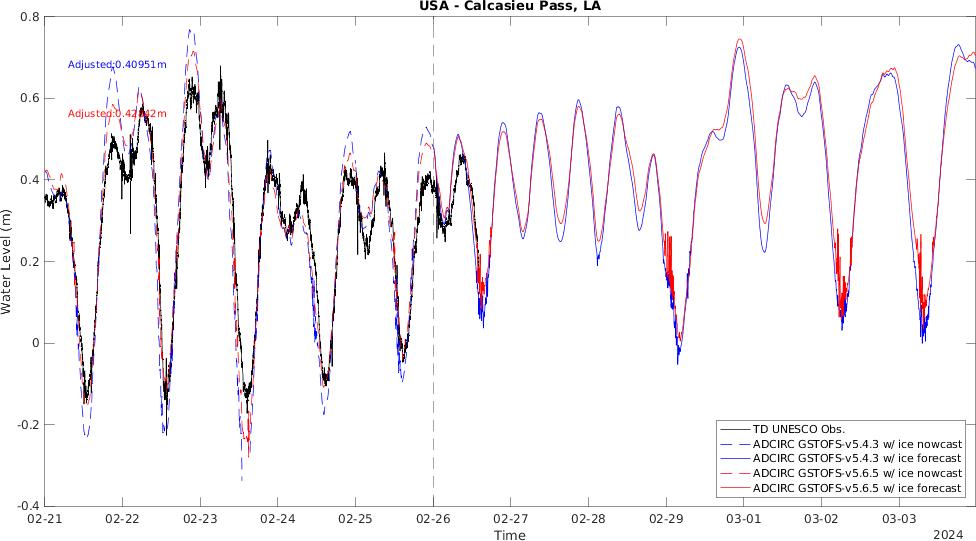 USA - Calcasieu Pass, LA
0.8
0.6
0.4
0.2
0
-0.2
-0.4
Water Level (m)
Adjusted:0.40951m
TD UNESCO Obs.
ADCIRC GSTOFS-v5.4.3 w/ ice nowcast
ADCIRC GSTOFS-v5.4.3 w/ ice forecast
ADCIRC GSTOFS-v5.6.5 w/ ice nowcast
ADCIRC GSTOFS-v5.6.5 w/ ice forecast
02-21 02-22 02-23 02-24 02-25 02-26 02-27 02-28 02-29 03-01 03-02 03-03
Time
2024